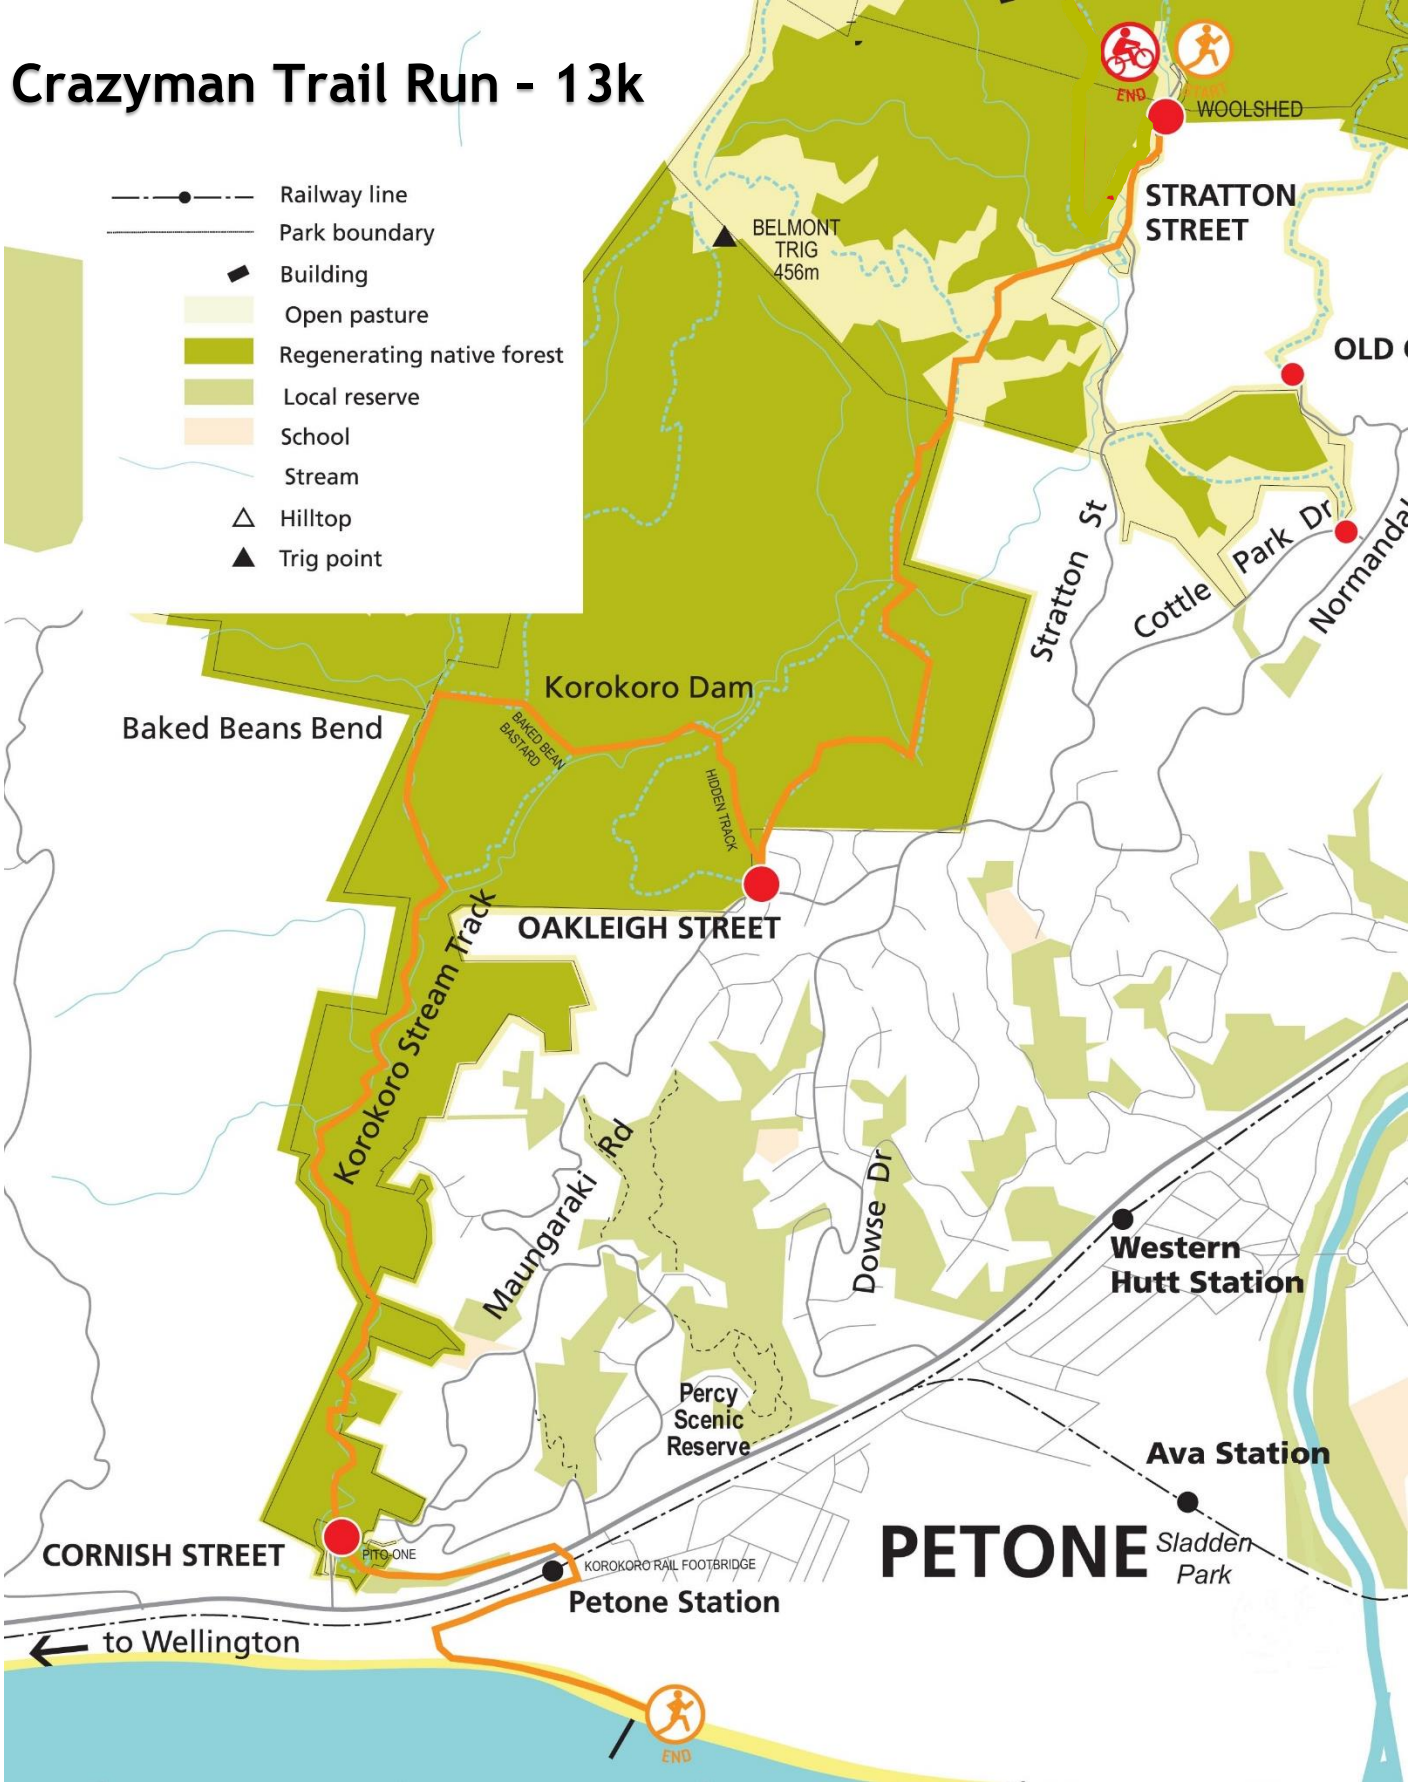 Crazyman Trail Run - 13k
Railway line
Park boundary
Building
Open pasture
Regenerating native forest
Local reserve
School
Stream
Hilltop
Trig point
END
START
WOOLSHED
STRATTON
STREET
BELMONT
TRIG
456m
OLD
Stratton St
Cottle Park Dr
Korokoro Dam
Baked Beans Bend
BAKED BEAN
BASTARD
HIDDEN TRACK
OAKLEIGH STREET
Korokoro Stream Track
Maungaraki Rd
Dowse Dr
Western
Hutt Station
Percy
Scenic
Reserve
Ava Station
PETONE
Sladden
Park
CORNISH STREET
PITO-ONE
KOROKORO RAIL FOOTBRIDGE
Petone Station
to Wellington
END